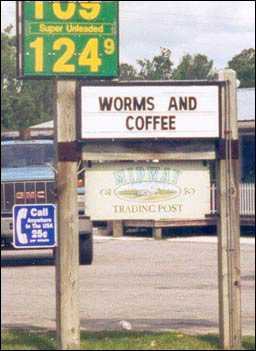 109
Super Unleaded
124 9
WORMS AND
COFFEE
GMC
MIDWAY
TRADING POST
Call
Anywhere
In The USA
25¢
per minute